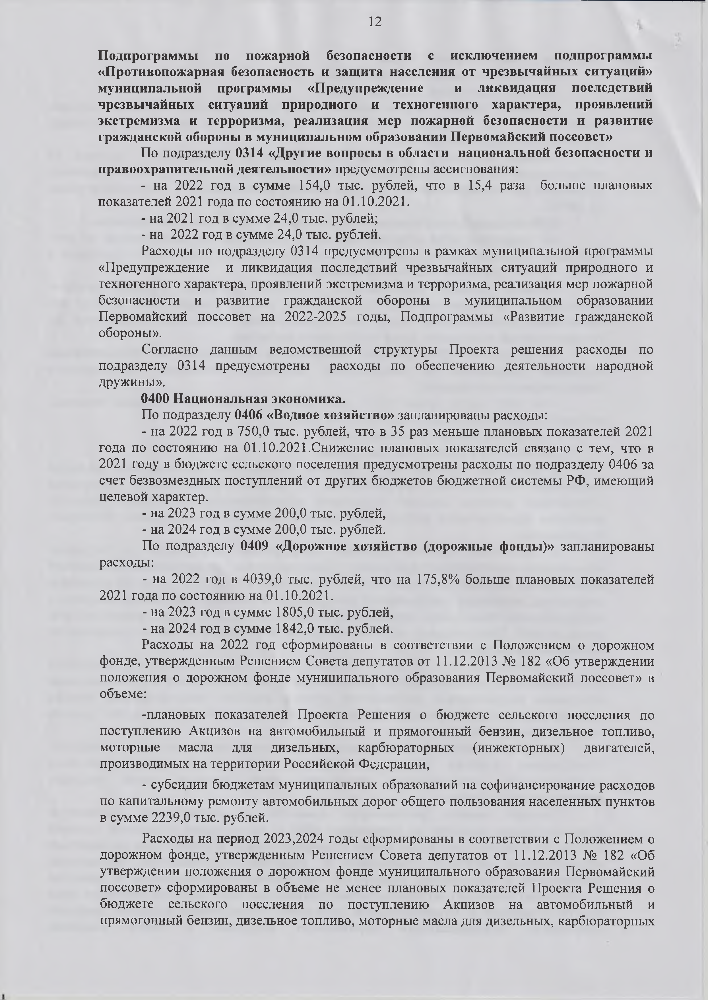 12
Подпрограммы по пожарной безопасности с исключением подпрограммы
«Противопожарная безопасность и защита населения от чрезвычайных ситуаций»
муниципальной программы «Предупреждение и ликвидация последствий
чрезвычайных ситуаций природного и техногенного характера, проявлений
экстремизма и терроризма, реализация мер пожарной безопасности и развитие
гражданской обороны в муниципальном образовании Первомайский поссовет»
По подразделу 0314 «Другие вопросы в области национальной безопасности и
правоохранительной деятельности» предусмотрены ассигнования:
- на 2022 год в сумме 154,0 тыс. рублей, что в 15,4 раза больше плановых
показателей 2021 года по состоянию на 01.10.2021.
- на 2021 год в сумме 24,0 тыс. рублей;
- на 2022 год в сумме 24,0 тыс. рублей.
Расходы по подразделу 0314 предусмотрены в рамках муниципальной программы
«Предупреждение и ликвидация последствий чрезвычайных ситуаций природного и
техногенного характера, проявлений экстремизма и терроризма, реализация мер пожарной
безопасности и развитие гражданской обороны в муниципальном образовании
Первомайский поссовет на 2022-2025 годы, Подпрограммы «Развитие гражданской
обороны».
Согласно данным ведомственной структуры Проекта решения расходы по
подразделу 0314 предусмотрены расходы по обеспечению деятельности народной
дружины».
0400 Национальная экономика.
По подразделу 0406 «Водное хозяйство» запланированы расходы:
- на 2022 год в 750,0 тыс. рублей, что в 35 раз меньше плановых показателей 2021
года по состоянию на 01.10.2021.Снижение плановых показателей связано с тем, что в
2021 году в бюджете сельского поселения предусмотрены расходы по подразделу 0406 за
счет безвозмездных поступлений от других бюджетов бюджетной системы РФ, имеющий
целевой характер.
- на 2023 год в сумме 200,0 тыс. рублей,
- на 2024 год в сумме 200,0 тыс. рублей.
По подразделу 0409 «Дорожное хозяйство (дорожные фонды)» запланированы
расходы:
- на 2022 год в 4039,0 тыс. рублей, что на 175,8% больше плановых показателей
2021 года по состоянию на 01.10.2021.
- на 2023 год в сумме 1805,0 тыс. рублей,
- на 2024 год в сумме 1842,0 тыс. рублей.
Расходы на 2022 год сформированы в соответствии с Положением о дорожном
фонде, утвержденным Решением Совета депутатов от 11.12.2013 № 182 «Об утверждении
положения о дорожном фонде муниципального образования Первомайский поссовет» в
объеме:
-плановых показателей Проекта Решения о бюджете сельского поселения по
поступлению Акцизов на автомобильный и прямогонный бензин, дизельное топливо,
моторные масла для дизельных, карбюраторных (инжекторных) двигателей,
производимых на территории Российской Федерации,
- субсидии бюджетам муниципальных образований на софинансирование расходов
по капитальному ремонту автомобильных дорог общего пользования населенных пунктов
в сумме 2239,0 тыс. рублей.
Расходы на период 2023,2024 годы сформированы в соответствии с Положением о
дорожном фонде, утвержденным Решением Совета депутатов от 11.12.2013 № 182 «Об
утверждении положения о дорожном фонде муниципального образования Первомайский
поссовет» сформированы в объеме не менее плановых показателей Проекта Решения о
бюджете сельского поселения по поступлению Акцизов на автомобильный и
прямогонный бензин, дизельное топливо, моторные масла для дизельных, карбюраторных